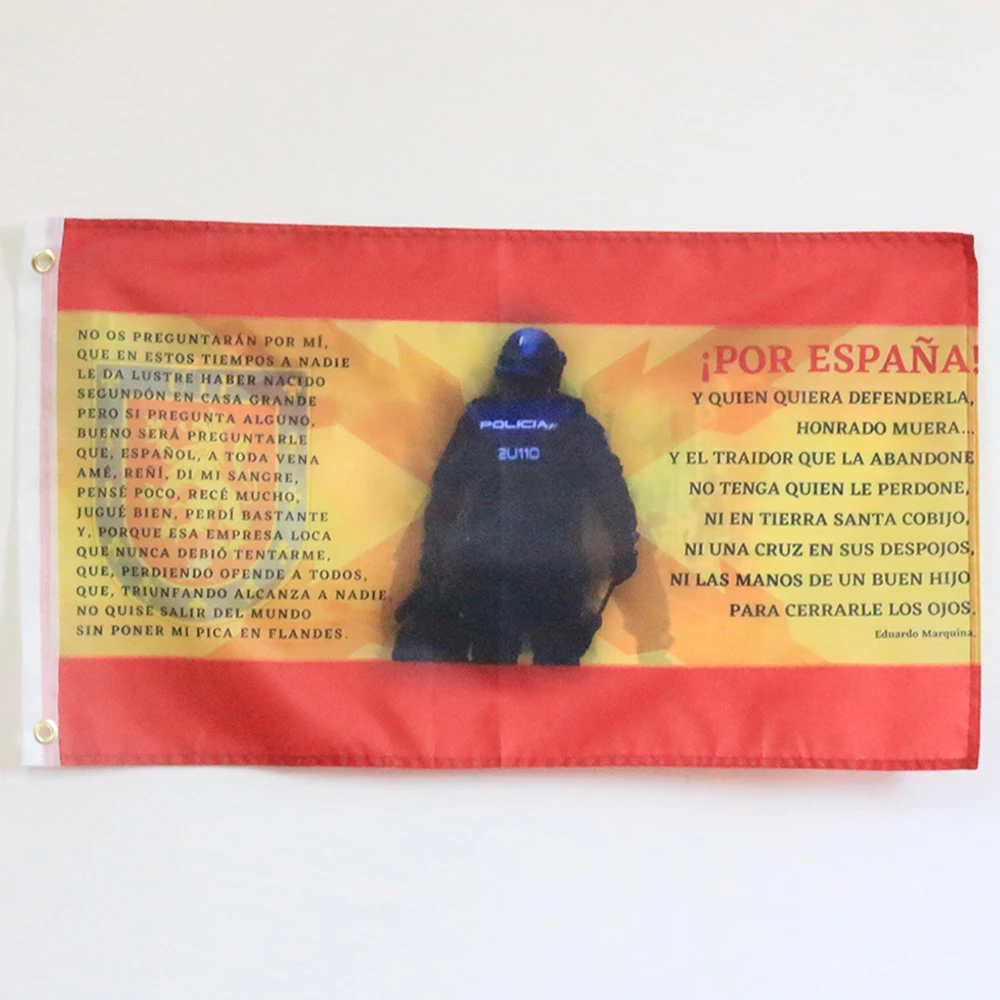 NO OS PREGUNTARÁN POR MÍ,
QUE EN ESTOS TIEMPOS A NADIE
LE DA LUSTRE HABER NACIDO
SEGUNDÓN EN CASA GRANDE
PERO SI PREGUNTA ALGUNO,
BUENO SERÁ PREGUNTARLE
QUE, ESPAÑOL, A TODA VENA
AMÉ, REÑÍ, DI MI SANGRE,
PENSÉ POCO, RECÉ MUCHO,
JUGUÉ BIEN, PERDÍ BASTANTE
Y, PORQUE ESA EMPRESA LOCA
QUE NUNCA DEBIÓ TENTARME,
QUE, PERDIENDO OFENDE A TODOS,
QUE, TRIUNFANDO ALCANZA A NADIE,
NO QUISE SALIR DEL MUNDO
SIN PONER MI PICA EN FLANDES.
POLICIA
2U110
¡POR ESPAÑA!
Y QUIEN QUIERA DEFENDERLA,
HONRADO MUERA...
Y EL TRAIDOR QUE LA ABANDONE
NO TENGA QUIEN LE PERDONE,
NI EN TIERRA SANTA COBIJO,
NI UNA CRUZ EN SUS DESPOJOS,
NI LAS MANOS DE UN BUEN HIJO
PARA CERRARLE LOS OJOS.
Eduardo Marquina.